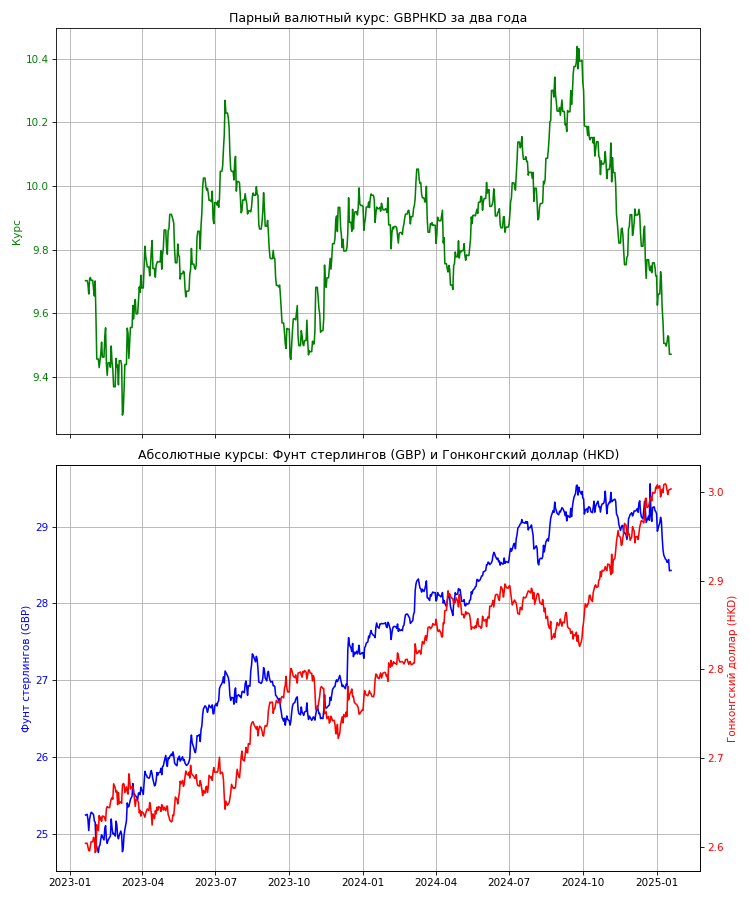 Парный валютный курс: GBPHKD за два года
10.4
10.2
10.0
9.8
9.6
9.4
Курс
Абсолютные курсы: Фунт стерлингов (GBP) и Гонконгский доллар (HKD)
29
28
27
26
25
Фунт стерлингов (GBP)
3.0
2.9
2.8
2.7
2.6
Гонконгский доллар (HKD)
2023-01 2023-04 2023-07 2023-10 2024-01 2024-04 2024-07 2024-10 2025-01